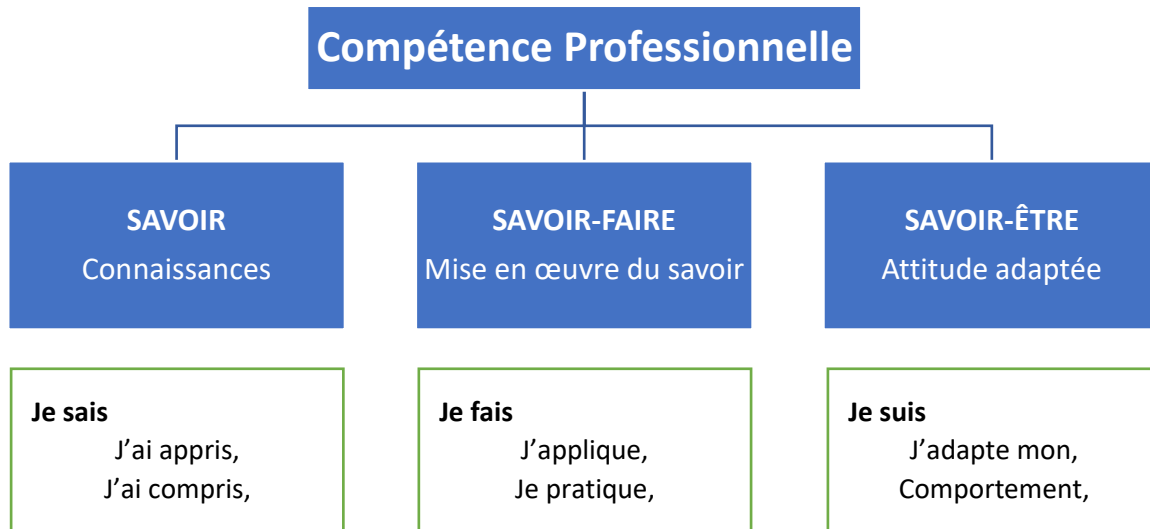 Compétence Professionnelle
SAVOIR
Connaissances
SAVOIR-FAIRE
Mise en œuvre du savoir
SAVOIR-ÊTRE
Attitude adaptée
Je sais
J’ai appris,
J’ai compris,
Je fais
J’applique,
Je pratique,
Je suis
J’adapte mon,
Comportement,